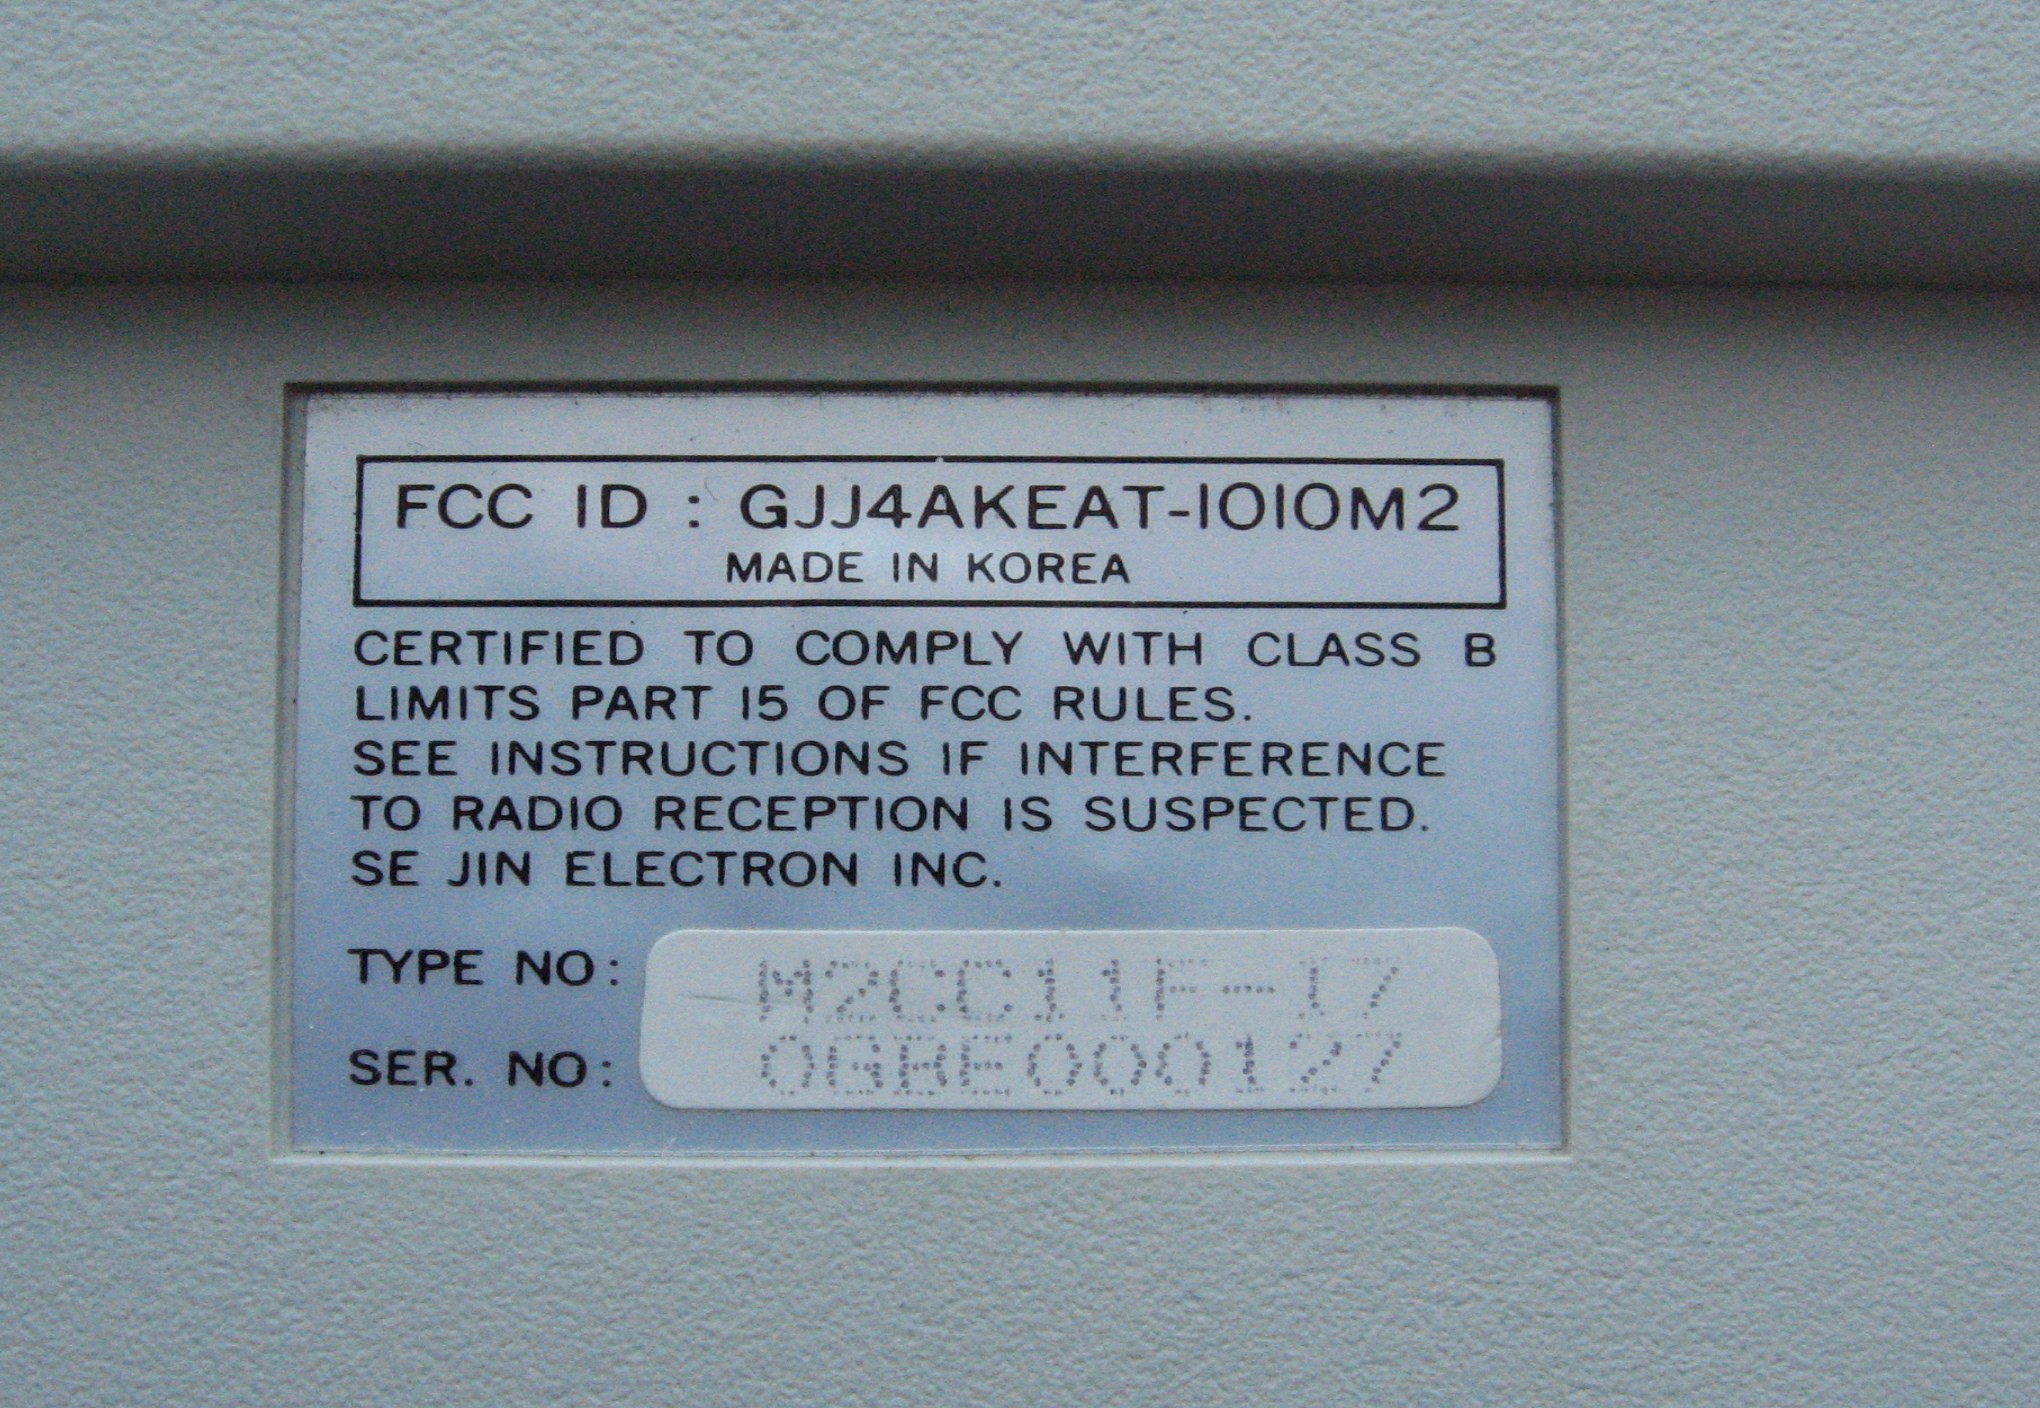 FCC ID : GJJ4AKEAT-1010M2
MADE IN KOREA
CERTIFIED TO COMPLY WITH CLASS B
LIMITS PART 15 OF FCC RULES.
SEE INSTRUCTIONS IF INTERFERENCE
TO RADIO RECEPTION IS SUSPECTED.
SE JIN ELECTRON INC.
TYPE NO: M2CC11F-17
SER. NO: 0GBE000127